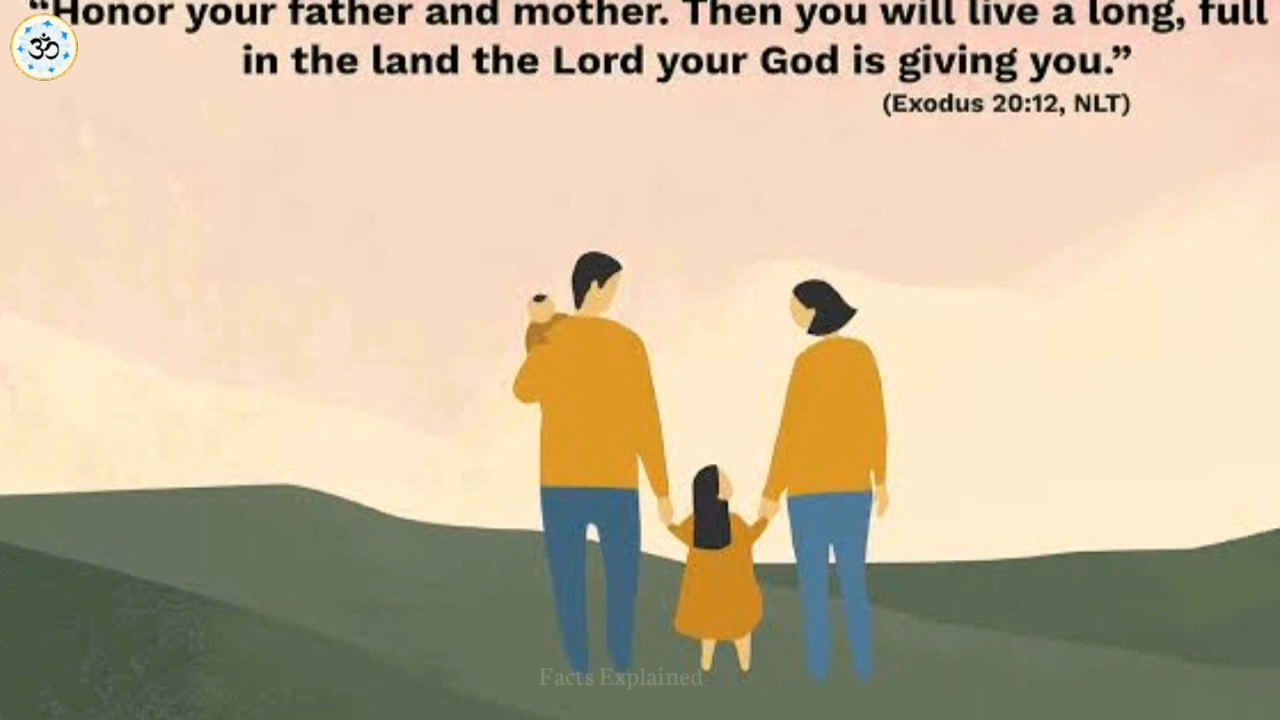 “Honor your father and mother. Then you will live a long, full
in the land the Lord your God is giving you.”
(Exodus 20:12, NLT)
ॐ
Facts Explained